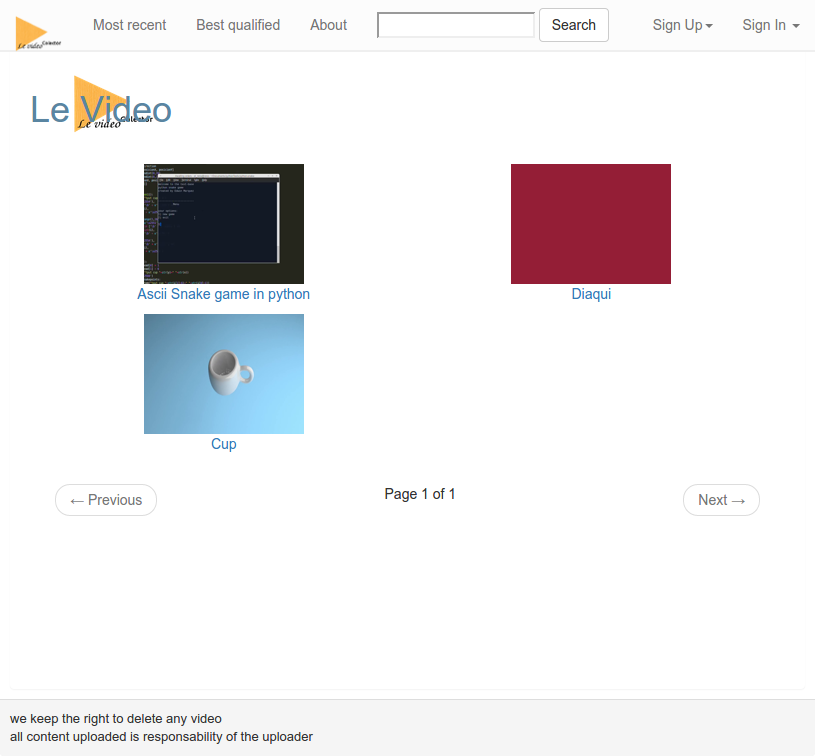 Le video Colector
Most recent Best qualified About Search Sign Up Sign In
Le Video
Le video Colector
Ascii Snake game in python
Diaqui
Cup
← Previous Page 1 of 1 Next →
we keep the right to delete any video
all content uploaded is responsability of the uploader